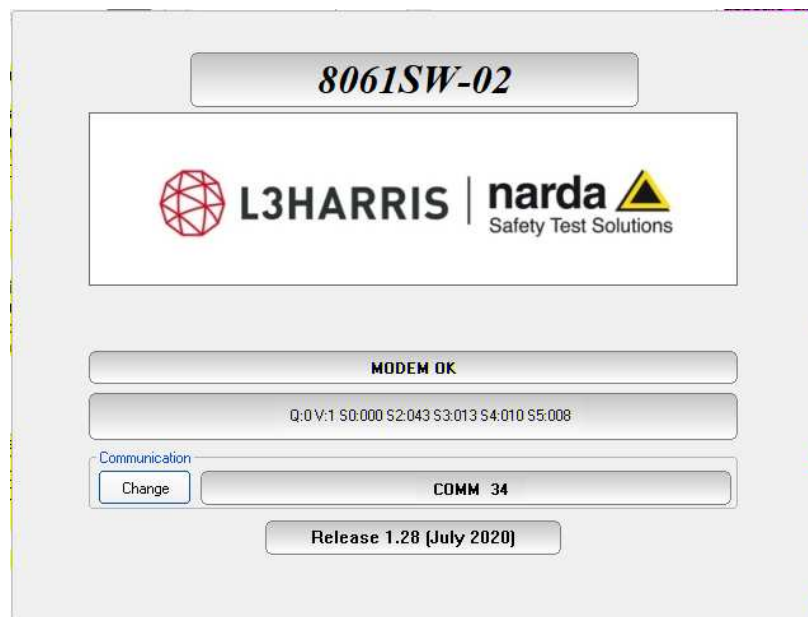 8061SW-02
L3HARRIS | narda
Safety Test Solutions
MODEM OK
Q:0 V:1 S0:000 S2:043 S3:013 S4:010 S5:008
Communication
Change
COMM 34
Release 1.28 (July 2020)